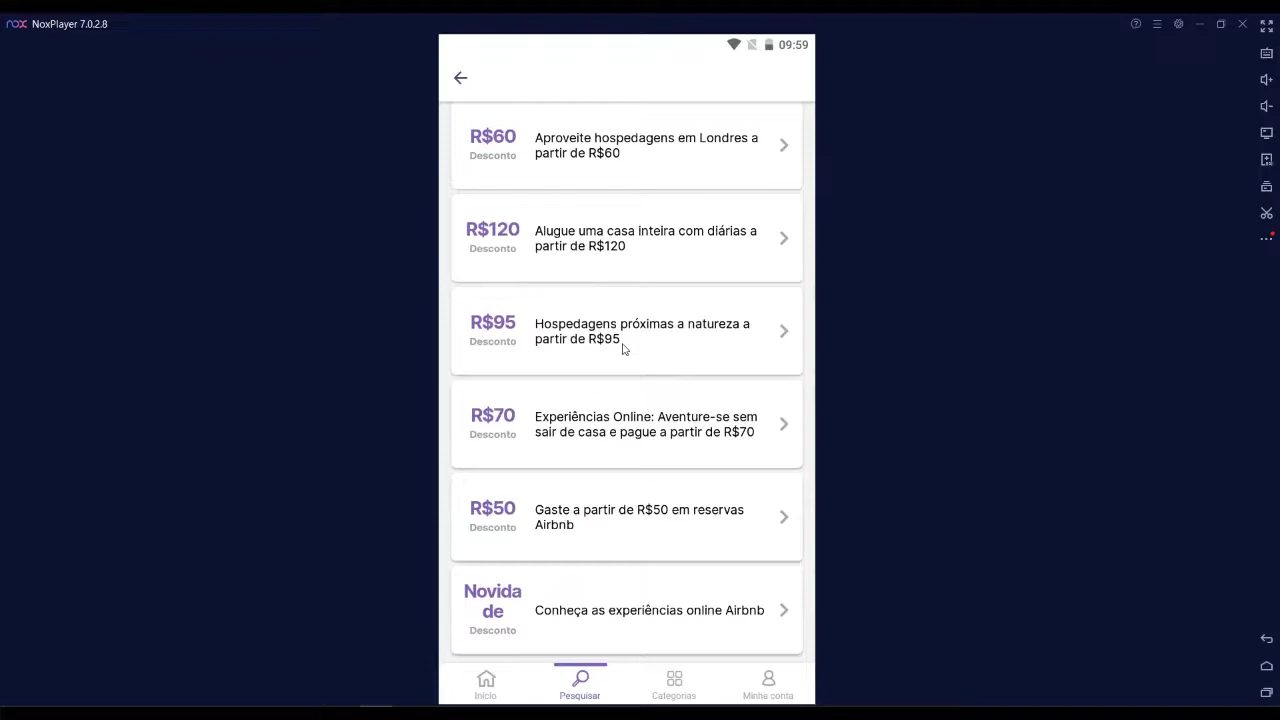 nox NoxPlayer 7.0.2.8
09:59
R$60
Desconto
Aproveite hospedagens em Londres a
partir de R$60
R$120
Desconto
Alugue uma casa inteira com diárias a
partir de R$120
R$95
Desconto
Hospedagens próximas a natureza a
partir de R$95
R$70
Desconto
Experiências Online: Aventure-se sem
sair de casa e pague a partir de R$70
R$50
Desconto
Gaste a partir de R$50 em reservas
Airbnb
Novida
de
Desconto
Conheça as experiências online Airbnb
Início
Pesquisar
Categorias
Minha conta